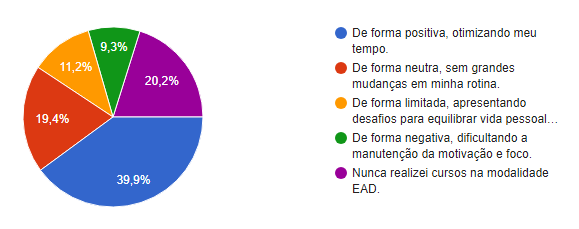 9,3%
11,2%
20,2%
19,4%
39,9%
De forma positiva, otimizando meu
tempo.
De forma neutra, sem grandes
mudanças em minha rotina.
De forma limitada, apresentando
desafios para equilibrar vida pessoal…
De forma negativa, dificultando a
manutenção da motivação e foco.
Nunca realizei cursos na modalidade
EAD.